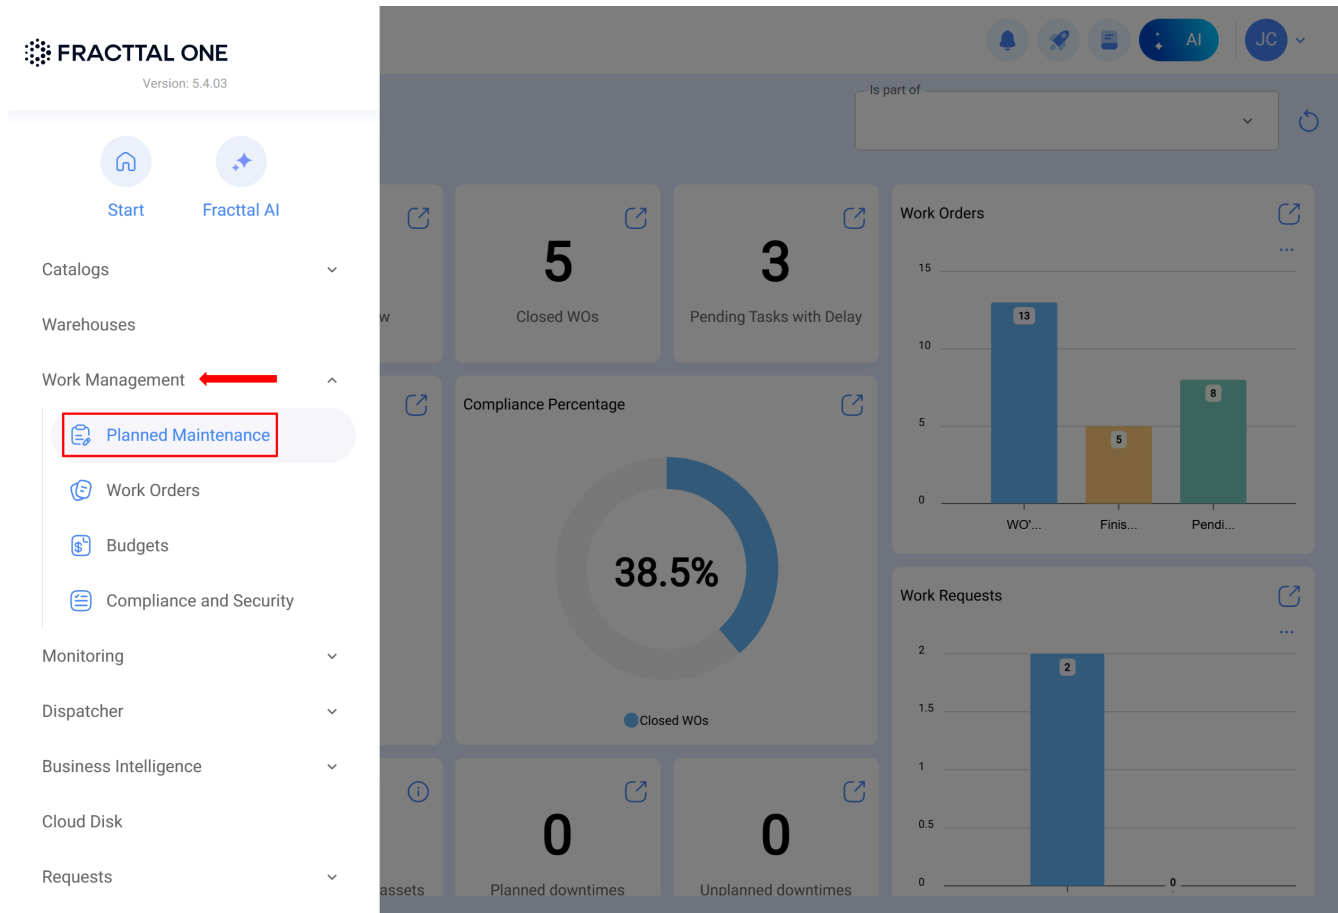 FRACTTAL ONE
Version: 5.4.03
Start
Fracttal AI
Catalogs
Warehouses
Work Management
Planned Maintenance
Work Orders
Budgets
Compliance and Security
Monitoring
Dispatcher
Business Intelligence
Cloud Disk
Requests
AI
JC
Is part of
w
5
Closed WOs
3
Pending Tasks with Delay
Work Orders
...
15
10
5
0
13
5
8
WO'...
Finis...
Pendi...
Compliance Percentage
38.5%
Closed WOs
Work Requests
...
2
1.5
1
0.5
0
2
0
assets
0
Planned downtimes
0
Unplanned downtimes